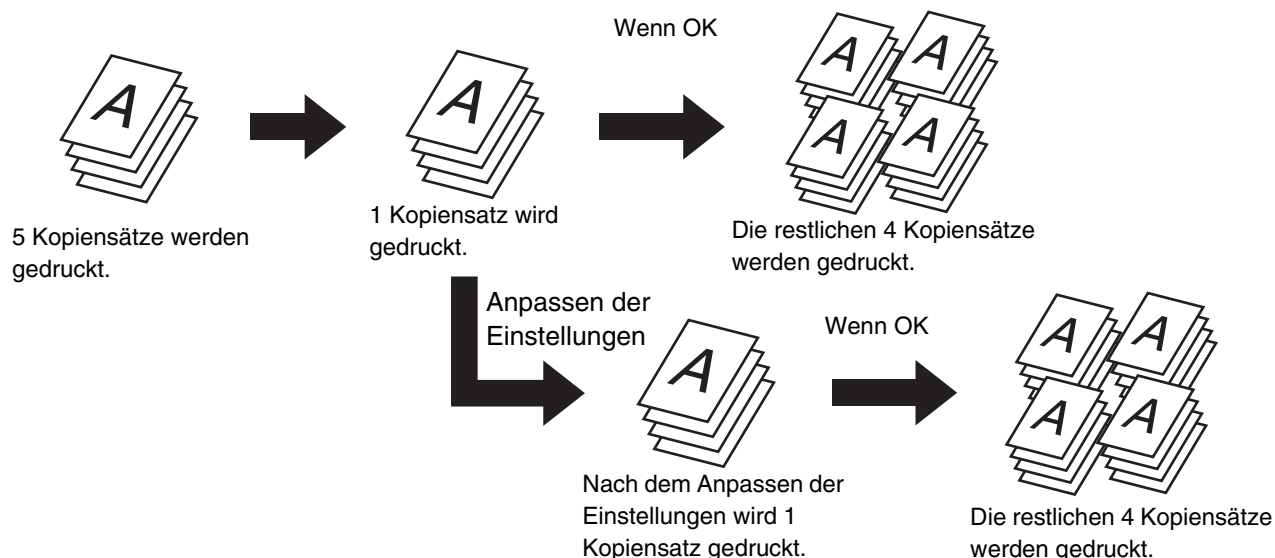 Wenn OK
A
A
A
A
A
A
5 Kopiensätze werden
gedruckt.
1 Kopiensatz wird
gedruckt.
Die restlichen 4 Kopiensätze
werden gedruckt.
Anpassen der
Einstellungen
Wenn OK
A
A
A
A
A
Nach dem Anpassen der
Einstellungen wird 1
Kopiensatz gedruckt.
Die restlichen 4 Kopiensätze
werden gedruckt.